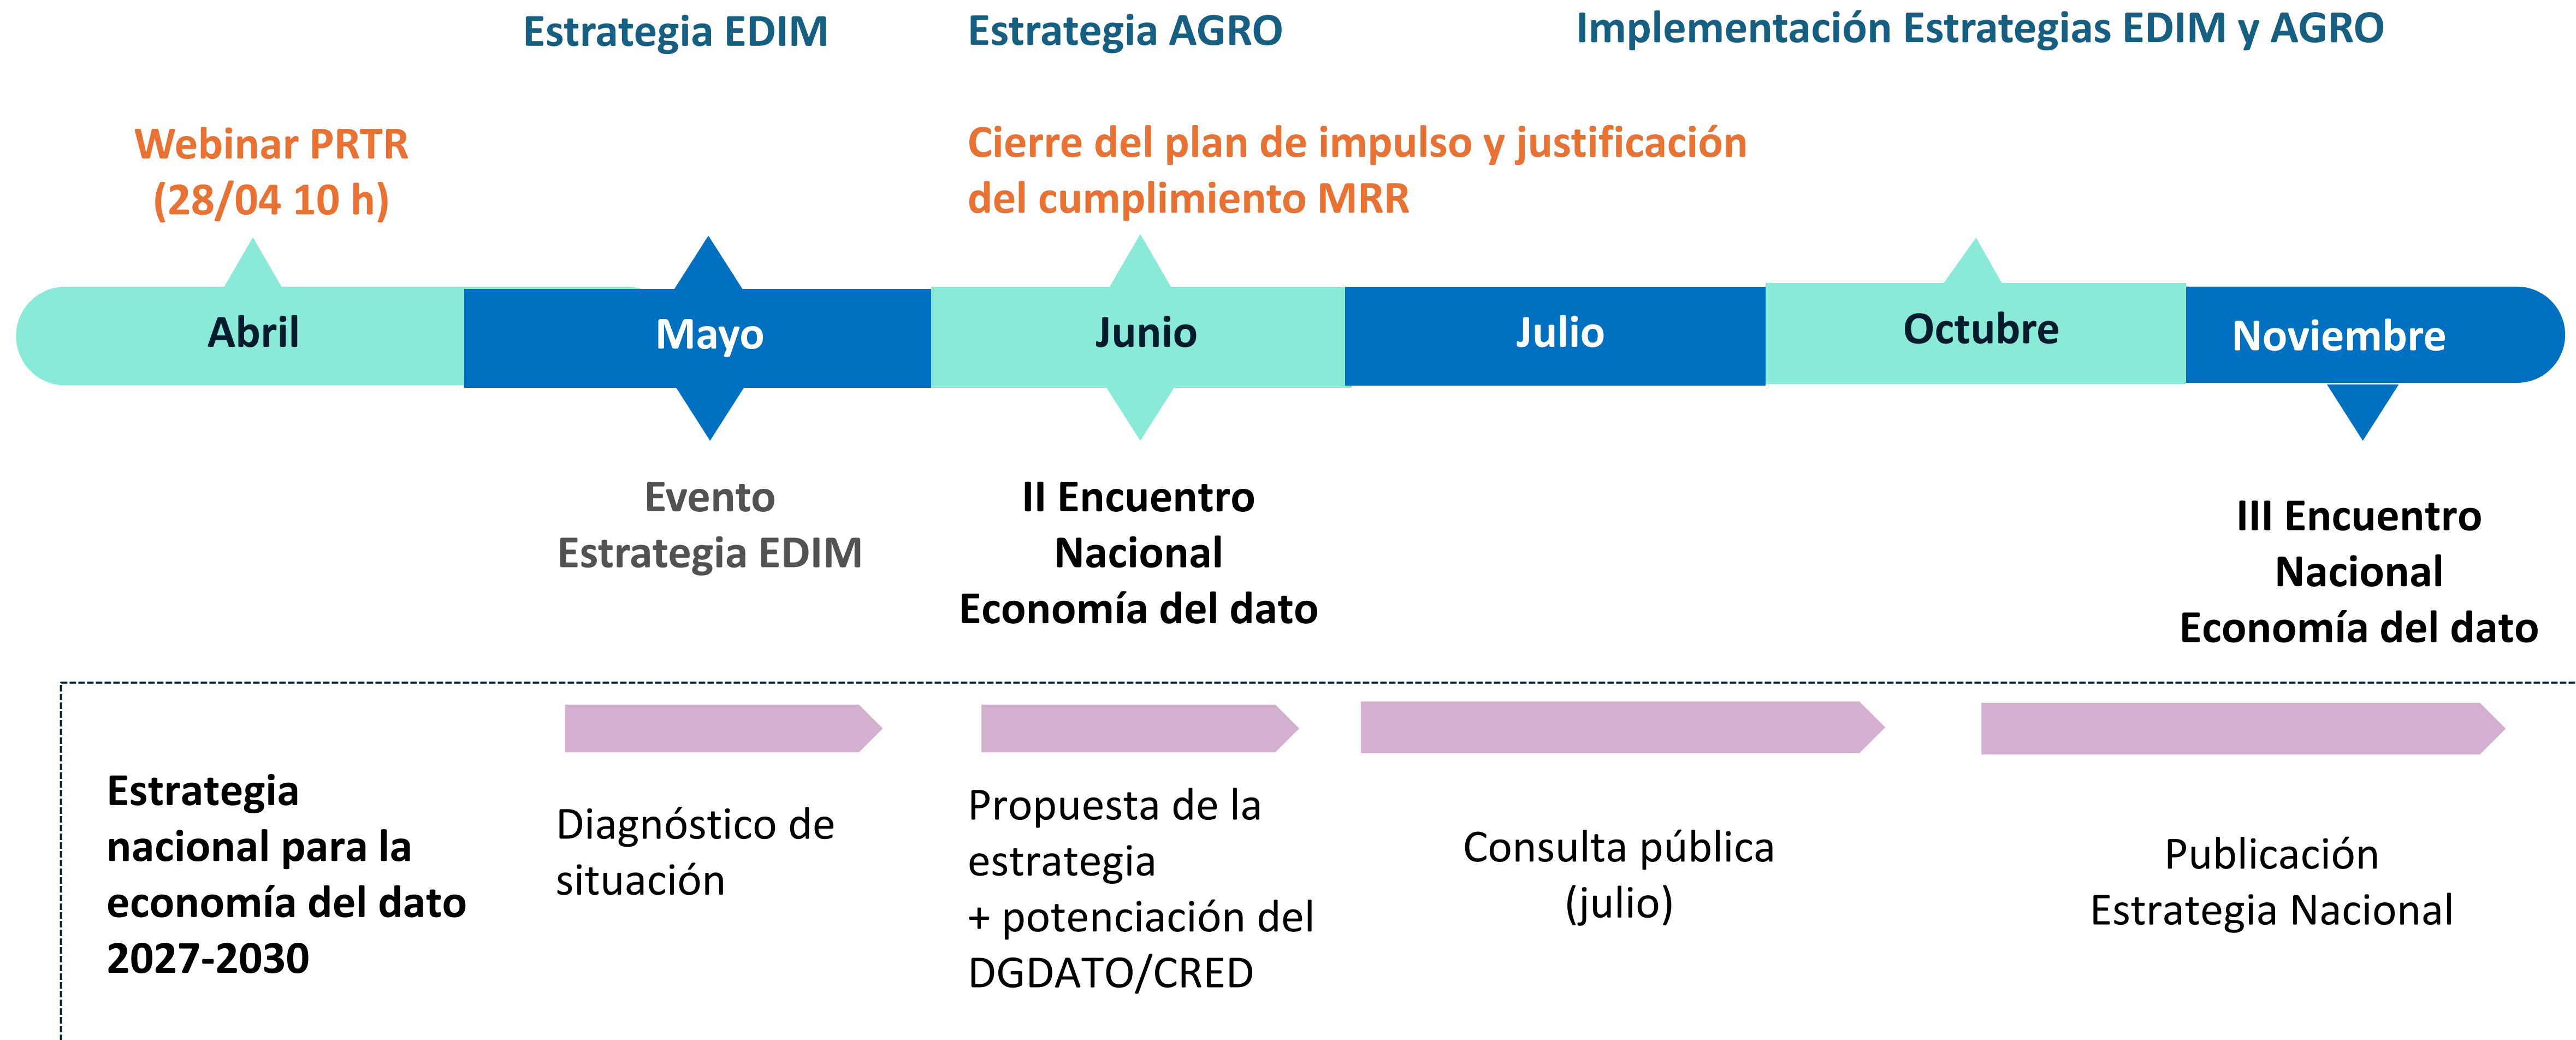 Estrategia EDIM
Estrategia AGRO
Implementación Estrategias EDIM y AGRO
Webinar PRTR
(28/04 10 h)
Cierre del plan de impulso y justificación
del cumplimiento MRR
Abril
Mayo
Junio
Julio
Octubre
Noviembre
Evento
Estrategia EDIM
II Encuentro
Nacional
Economía del dato
III Encuentro
Nacional
Economía del dato
Estrategia
nacional para la
economía del dato
2027-2030
Diagnóstico de
situación
Propuesta de la
estrategia
+ potenciación del
DGDATO/CRED
Consulta pública
(julio)
Publicación
Estrategia Nacional